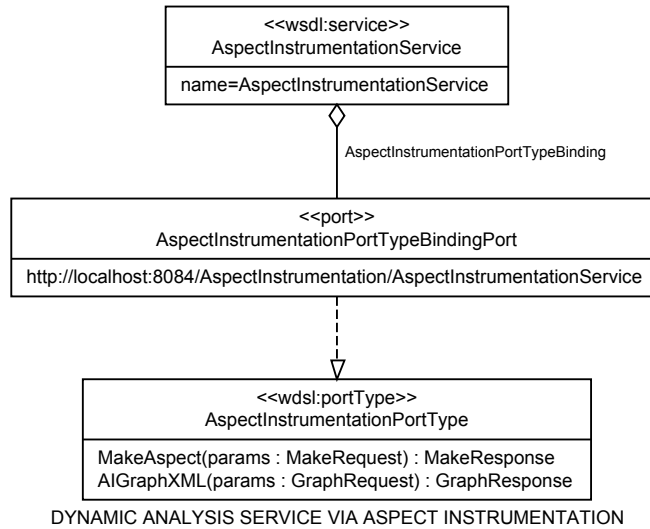 <<wsdl:service>>
AspectInstrumentationService
name=AspectInstrumentationService
AspectInstrumentationPortTypeBinding
<<port>>
AspectInstrumentationPortTypeBindingPort
http://localhost:8084/AspectInstrumentation/AspectInstrumentationService
<<wdsl:portType>>
AspectInstrumentationPortType
MakeAspect(params : MakeRequest) : MakeResponse
AIGraphXML(params : GraphRequest) : GraphResponse
DYNAMIC ANALYSIS SERVICE VIA ASPECT INSTRUMENTATION